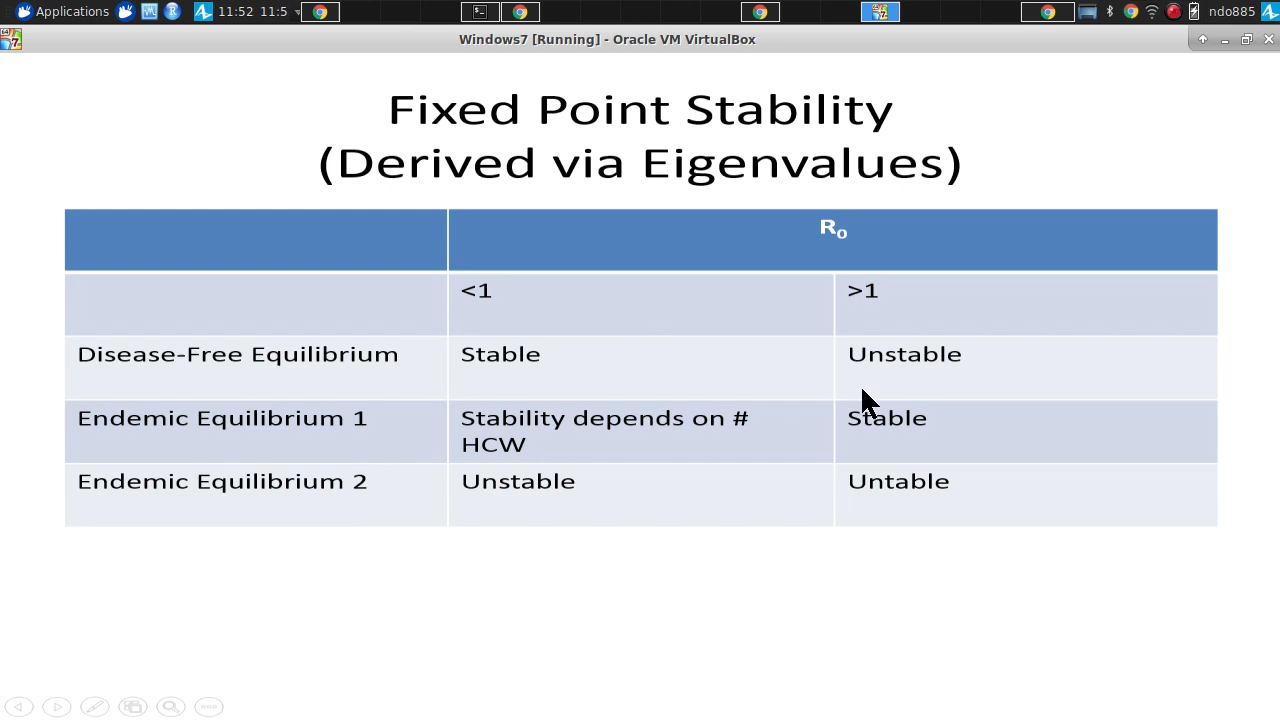 Applications 11:52 11:5 ndo885
Windows7 [Running] - Oracle VM VirtualBox
Fixed Point Stability
(Derived via Eigenvalues)
R₀
<1 >1
Disease-Free Equilibrium Stable Unstable
Endemic Equilibrium 1 Stability depends on # Stable
HCW
Endemic Equilibrium 2 Unstable Untable